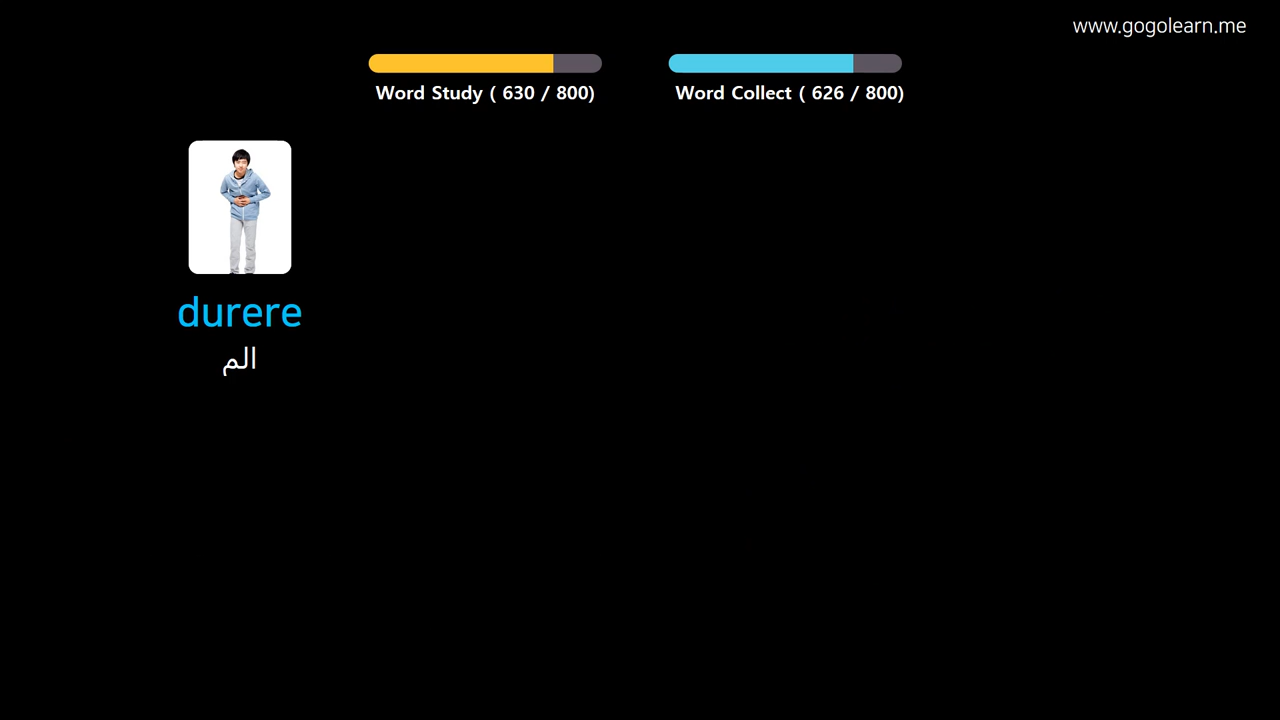 www.gogolearn.me
Word Study ( 630 / 800)
Word Collect ( 626 / 800)
durere
الم